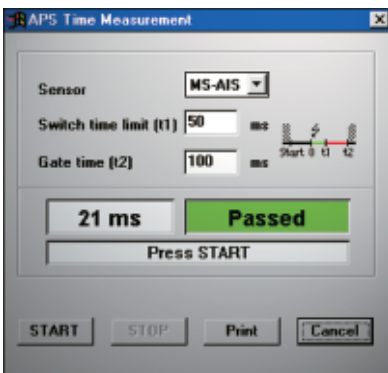 APS Time Measurement
Sensor MS-AIS
Switch time limit (t1) 50 ms
Gate time (t2) 100 ms
Start 0 t1 t2
21 ms Passed
Press START
START STOP Print Cancel